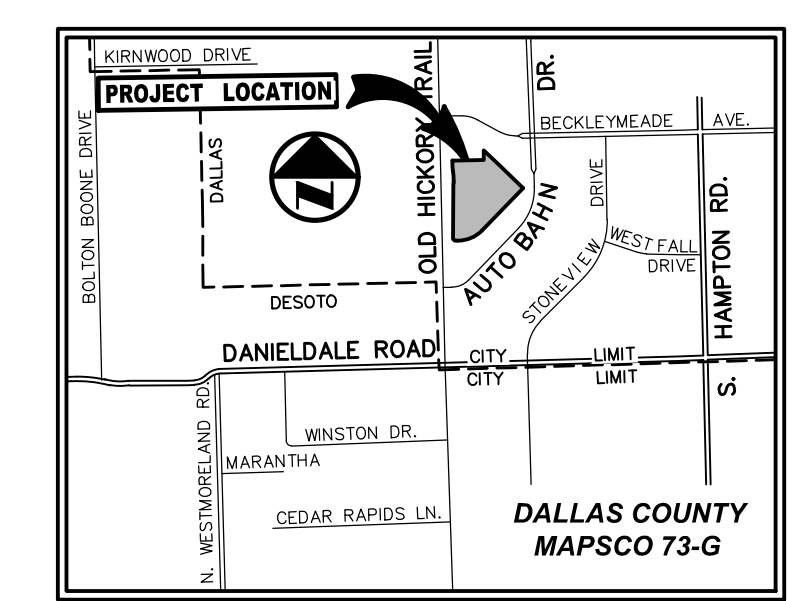 KIRNWOOD DRIVE
PROJECT LOCATION
BOLTON BOONE DRIVE
DALLAS
N
OLD HICKORY TRAIL
DR.
BECKLEYMEADE AVE.
AUTO BAHN
STONEVIEW DRIVE
WEST FALL
DRIVE
S. HAMPTON RD.
DESOTO
DANIELDALE ROAD
CITY LIMIT
CITY LIMIT
N. WESTMORELAND RD.
WINSTON DR.
MARANTHA
CEDAR RAPIDS LN.
DALLAS COUNTY
MAPSCO 73-G